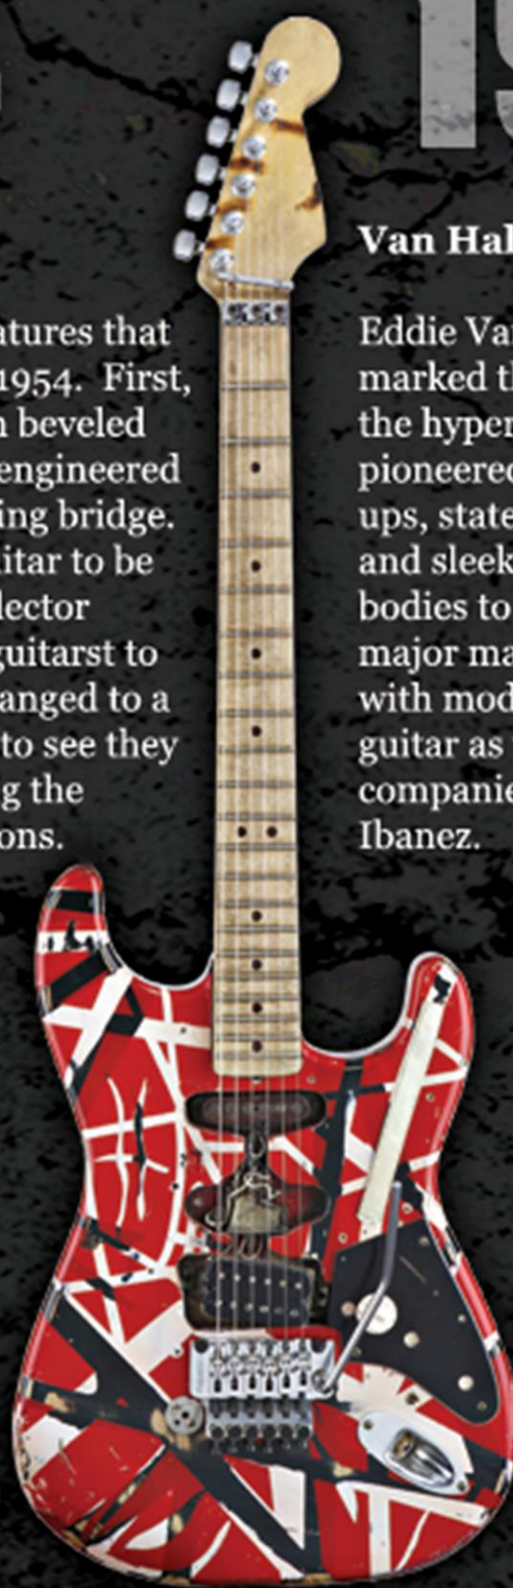 19
atures that
1954. First,
n beveled
engineered
ing bridge.
itar to be
lector
guitarst to
anged to a
to see they
g the
ons.
Van Hal
Eddie Va
marked th
the hyper
pioneered
ups, state
and sleek
bodies to
major ma
with mod
guitar as
companie
Ibanez.